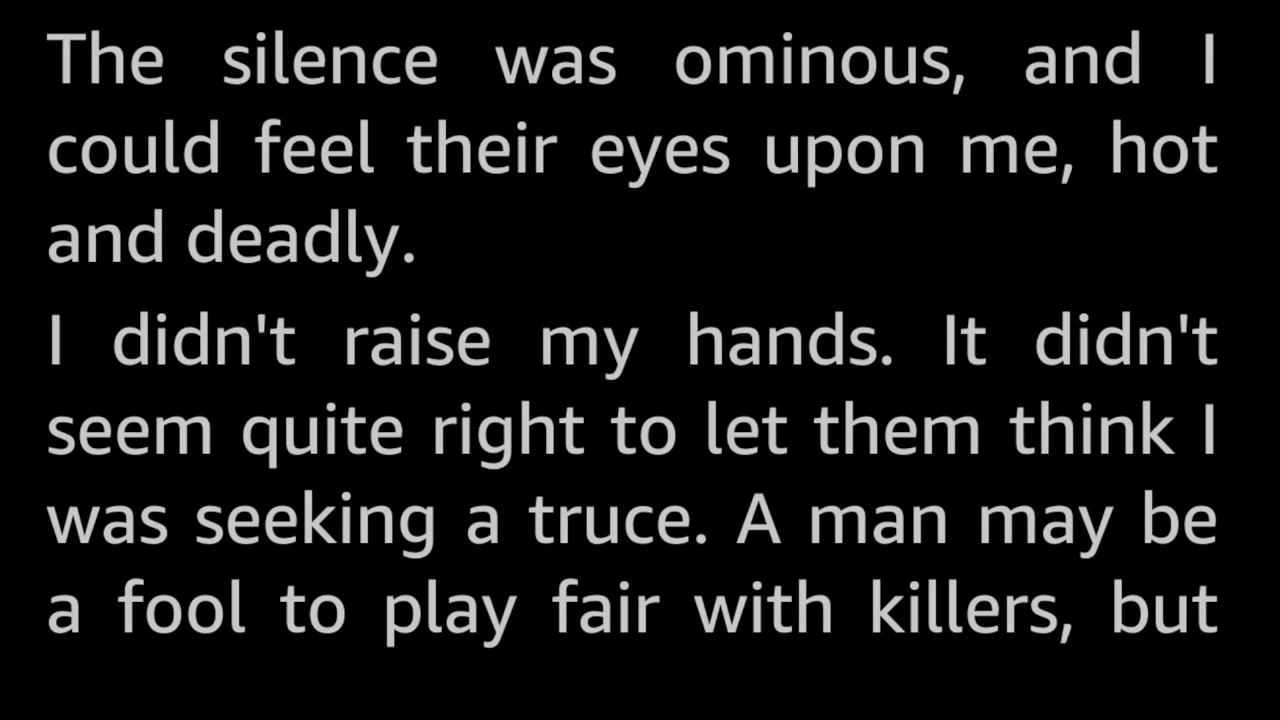 The silence was ominous, and I
could feel their eyes upon me, hot
and deadly.
I didn't raise my hands. It didn't
seem quite right to let them think I
was seeking a truce. A man may be
a fool to play fair with killers, but